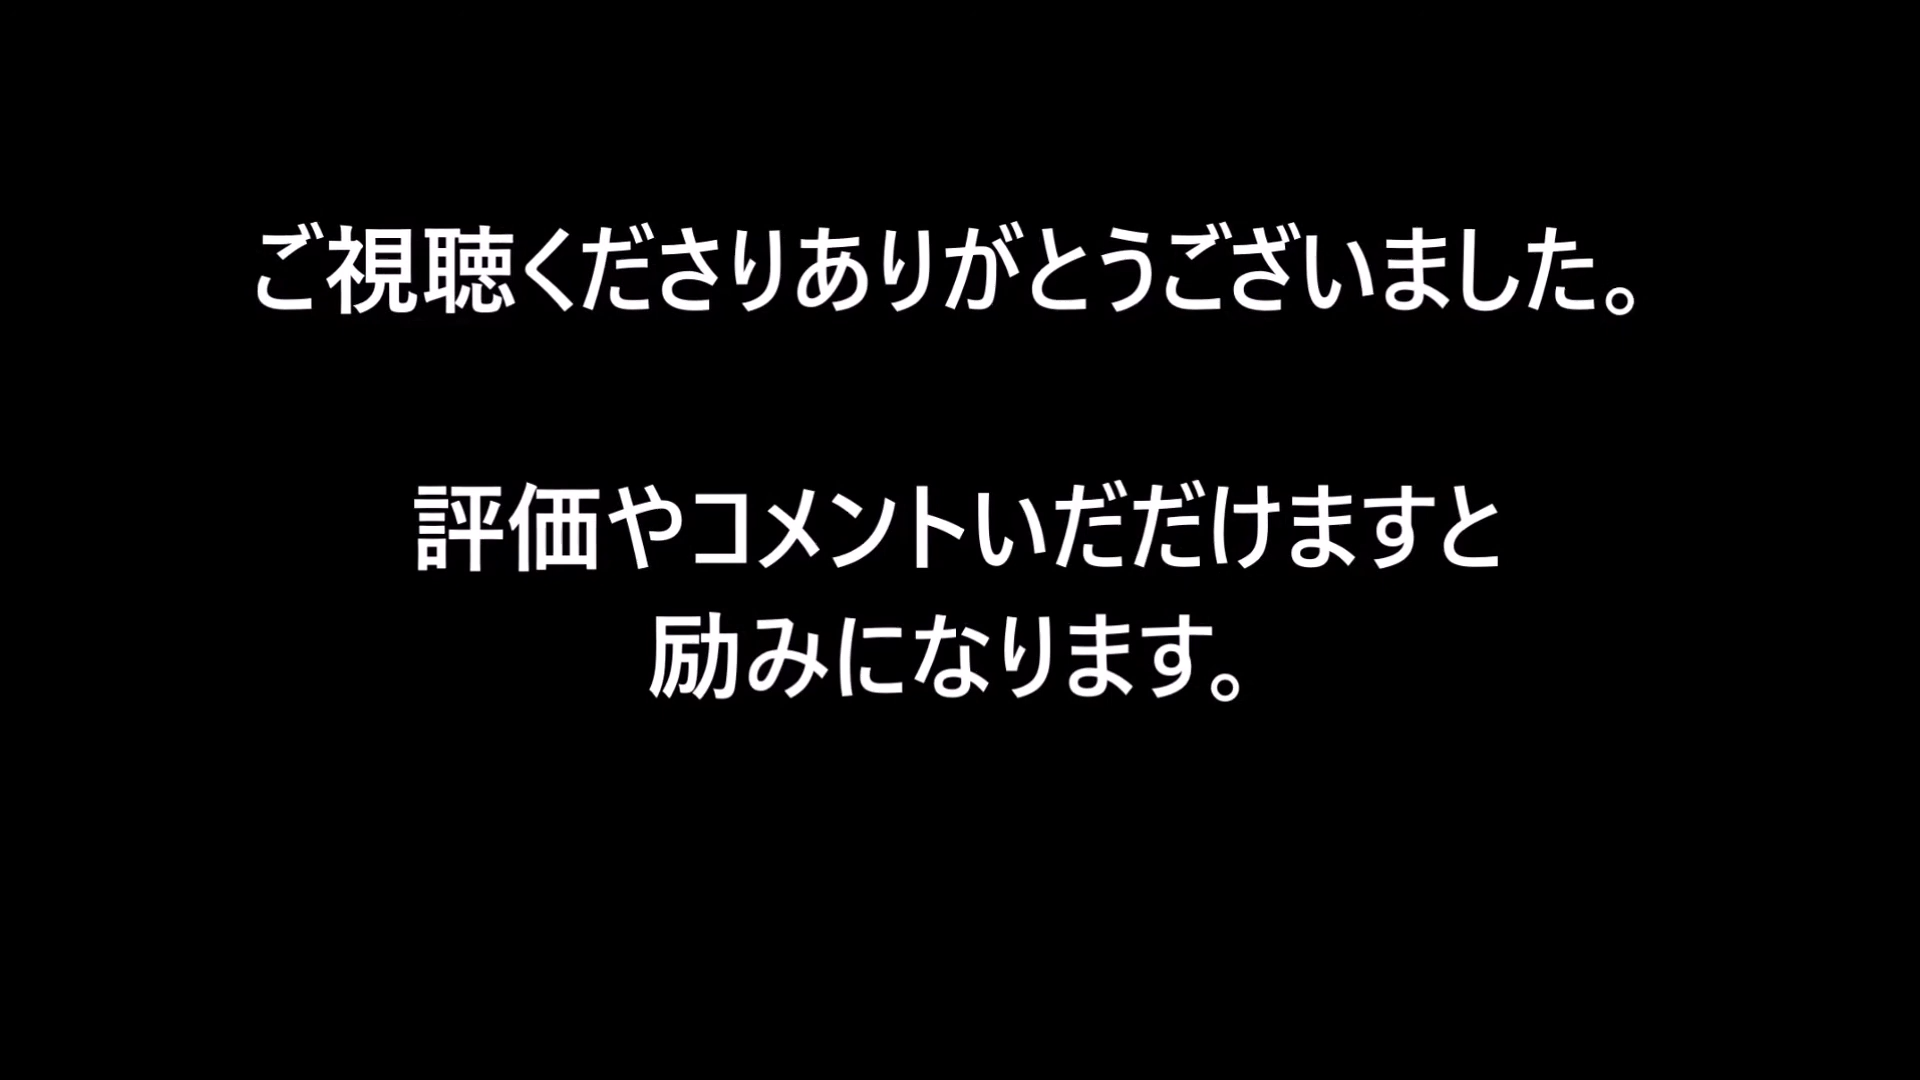 ご視聴くださりありがとうございました。
評価やコメントいだだけますと
励みになります。